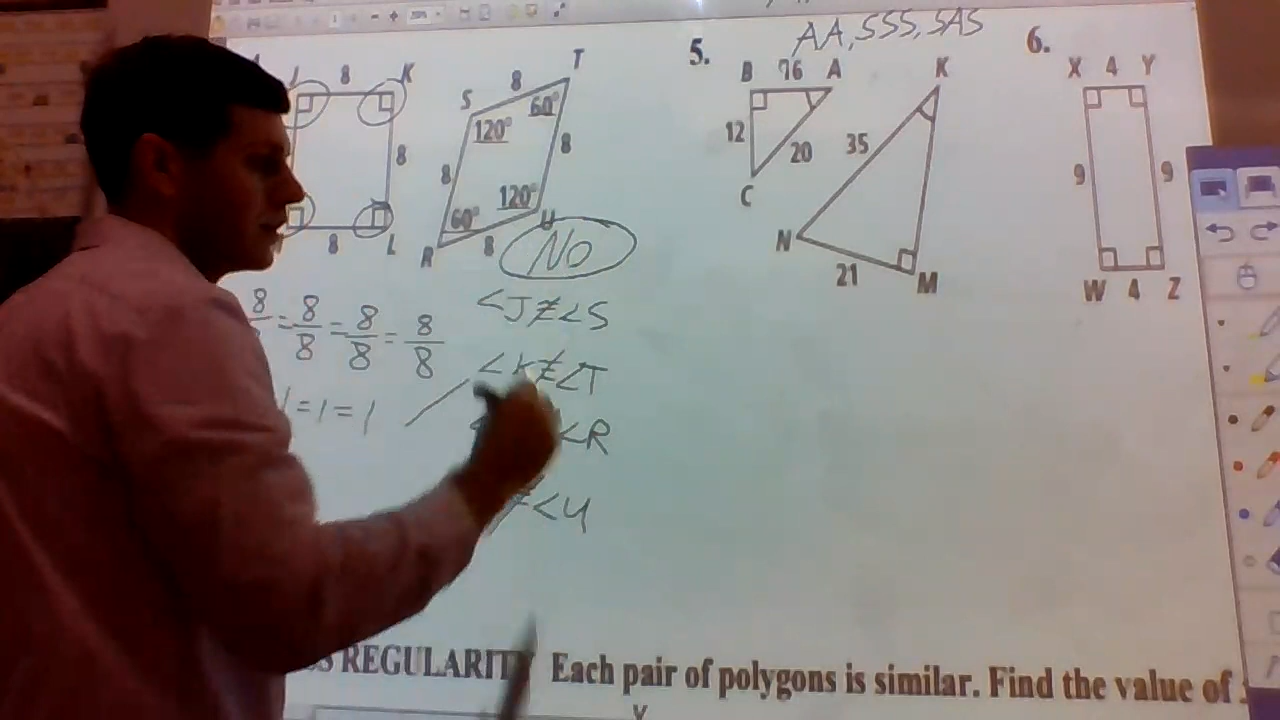 AA, SSS, SAS
J 8 K
8
8 L
S 8 T
120° 60°
8 8
60° 120°
R 8 U
NO
8/8 = 8/8 = 8/8
1 = 1 = 1
<J ≇ <S
<K ≇ <T
<R
≇ <U
5.
B 16 A
12 20
C
K
35
N 21 M
6.
X 4 Y
9 9
W 4 Z
REGULARITY Each pair of polygons is similar. Find the value of